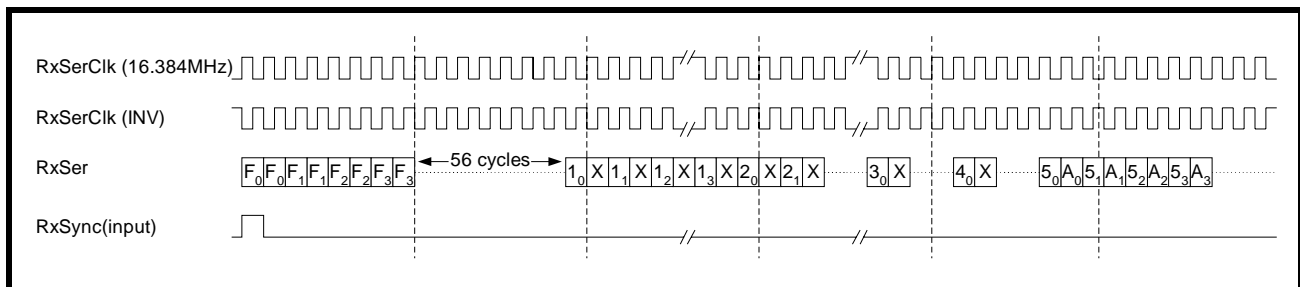 RxSerClk (16.384MHz)
RxSerClk (INV)
RxSer
F₀ F₀ F₁ F₁ F₂ F₂ F₃ F₃ 56 cycles 1₀ X 1₁ X 1₂ X 1₃ X 2₀ X 2₁ X 3₀ X 4₀ X 5₀ A₀ 5₁ A₁ 5₂ A₂ 5₃ A₃
RxSync(input)